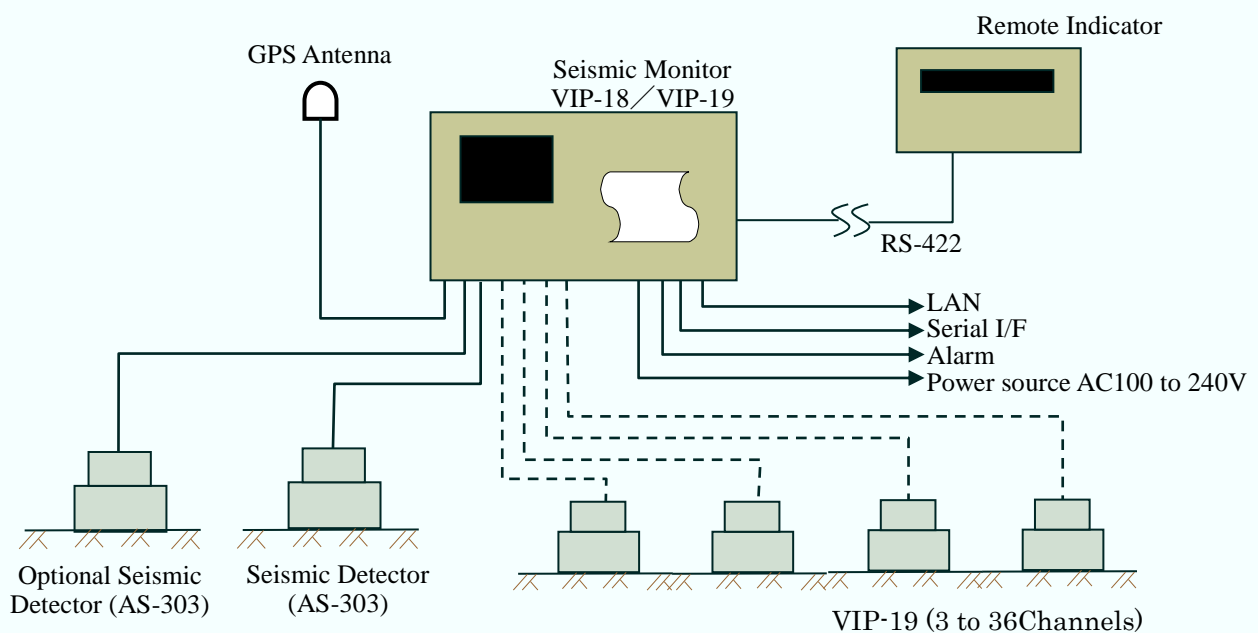 Remote Indicator
GPS Antenna
Seismic Monitor
VIP-18／VIP-19
RS-422
LAN
Serial I/F
Alarm
Power source AC100 to 240V
Optional Seismic
Detector (AS-303)
Seismic Detector
(AS-303)
VIP-19 (3 to 36Channels)